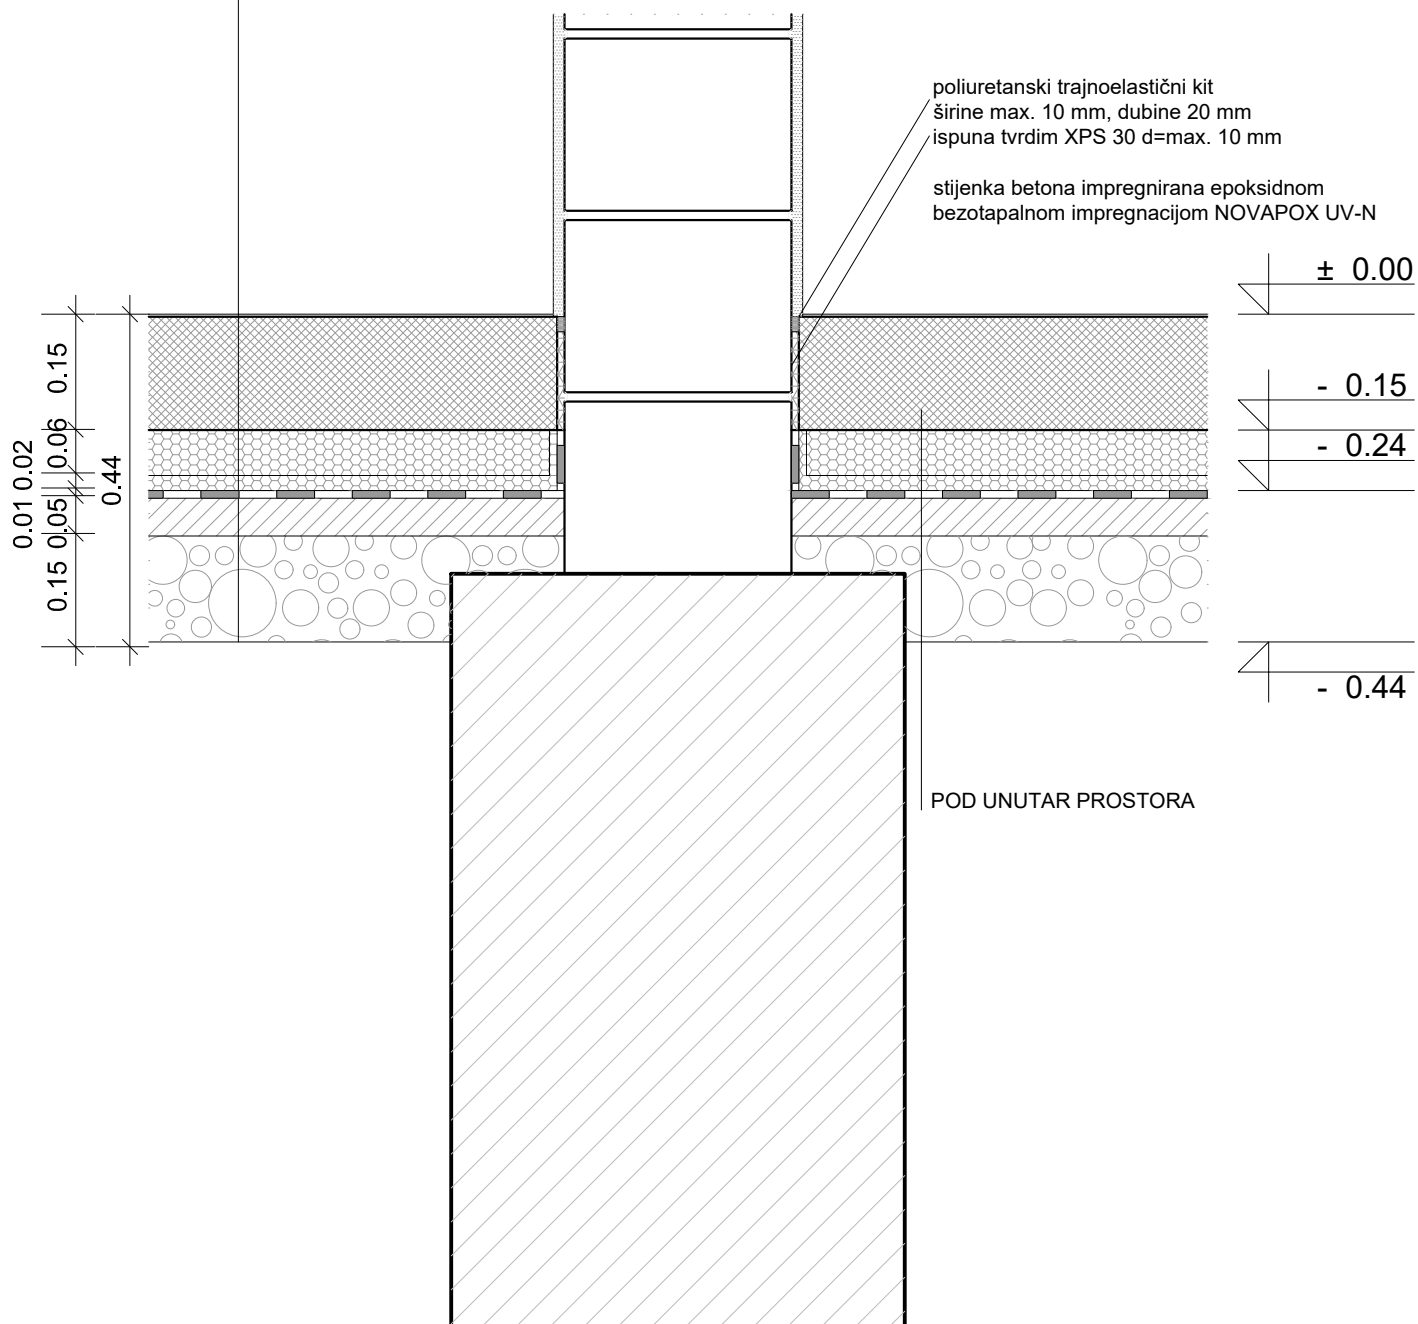 poliuretanski trajnoelastični kit
širine max. 10 mm, dubine 20 mm
ispuna tvrdim XPS 30 d=max. 10 mm
stijenka betona impregnirana epoksidnom
bezotapalnom impregnacijom NOVAPOX UV-N
± 0.00
- 0.15
- 0.24
- 0.44
0.15
0.06
0.02
0.01
0.05
0.15
0.44
POD UNUTAR PROSTORA